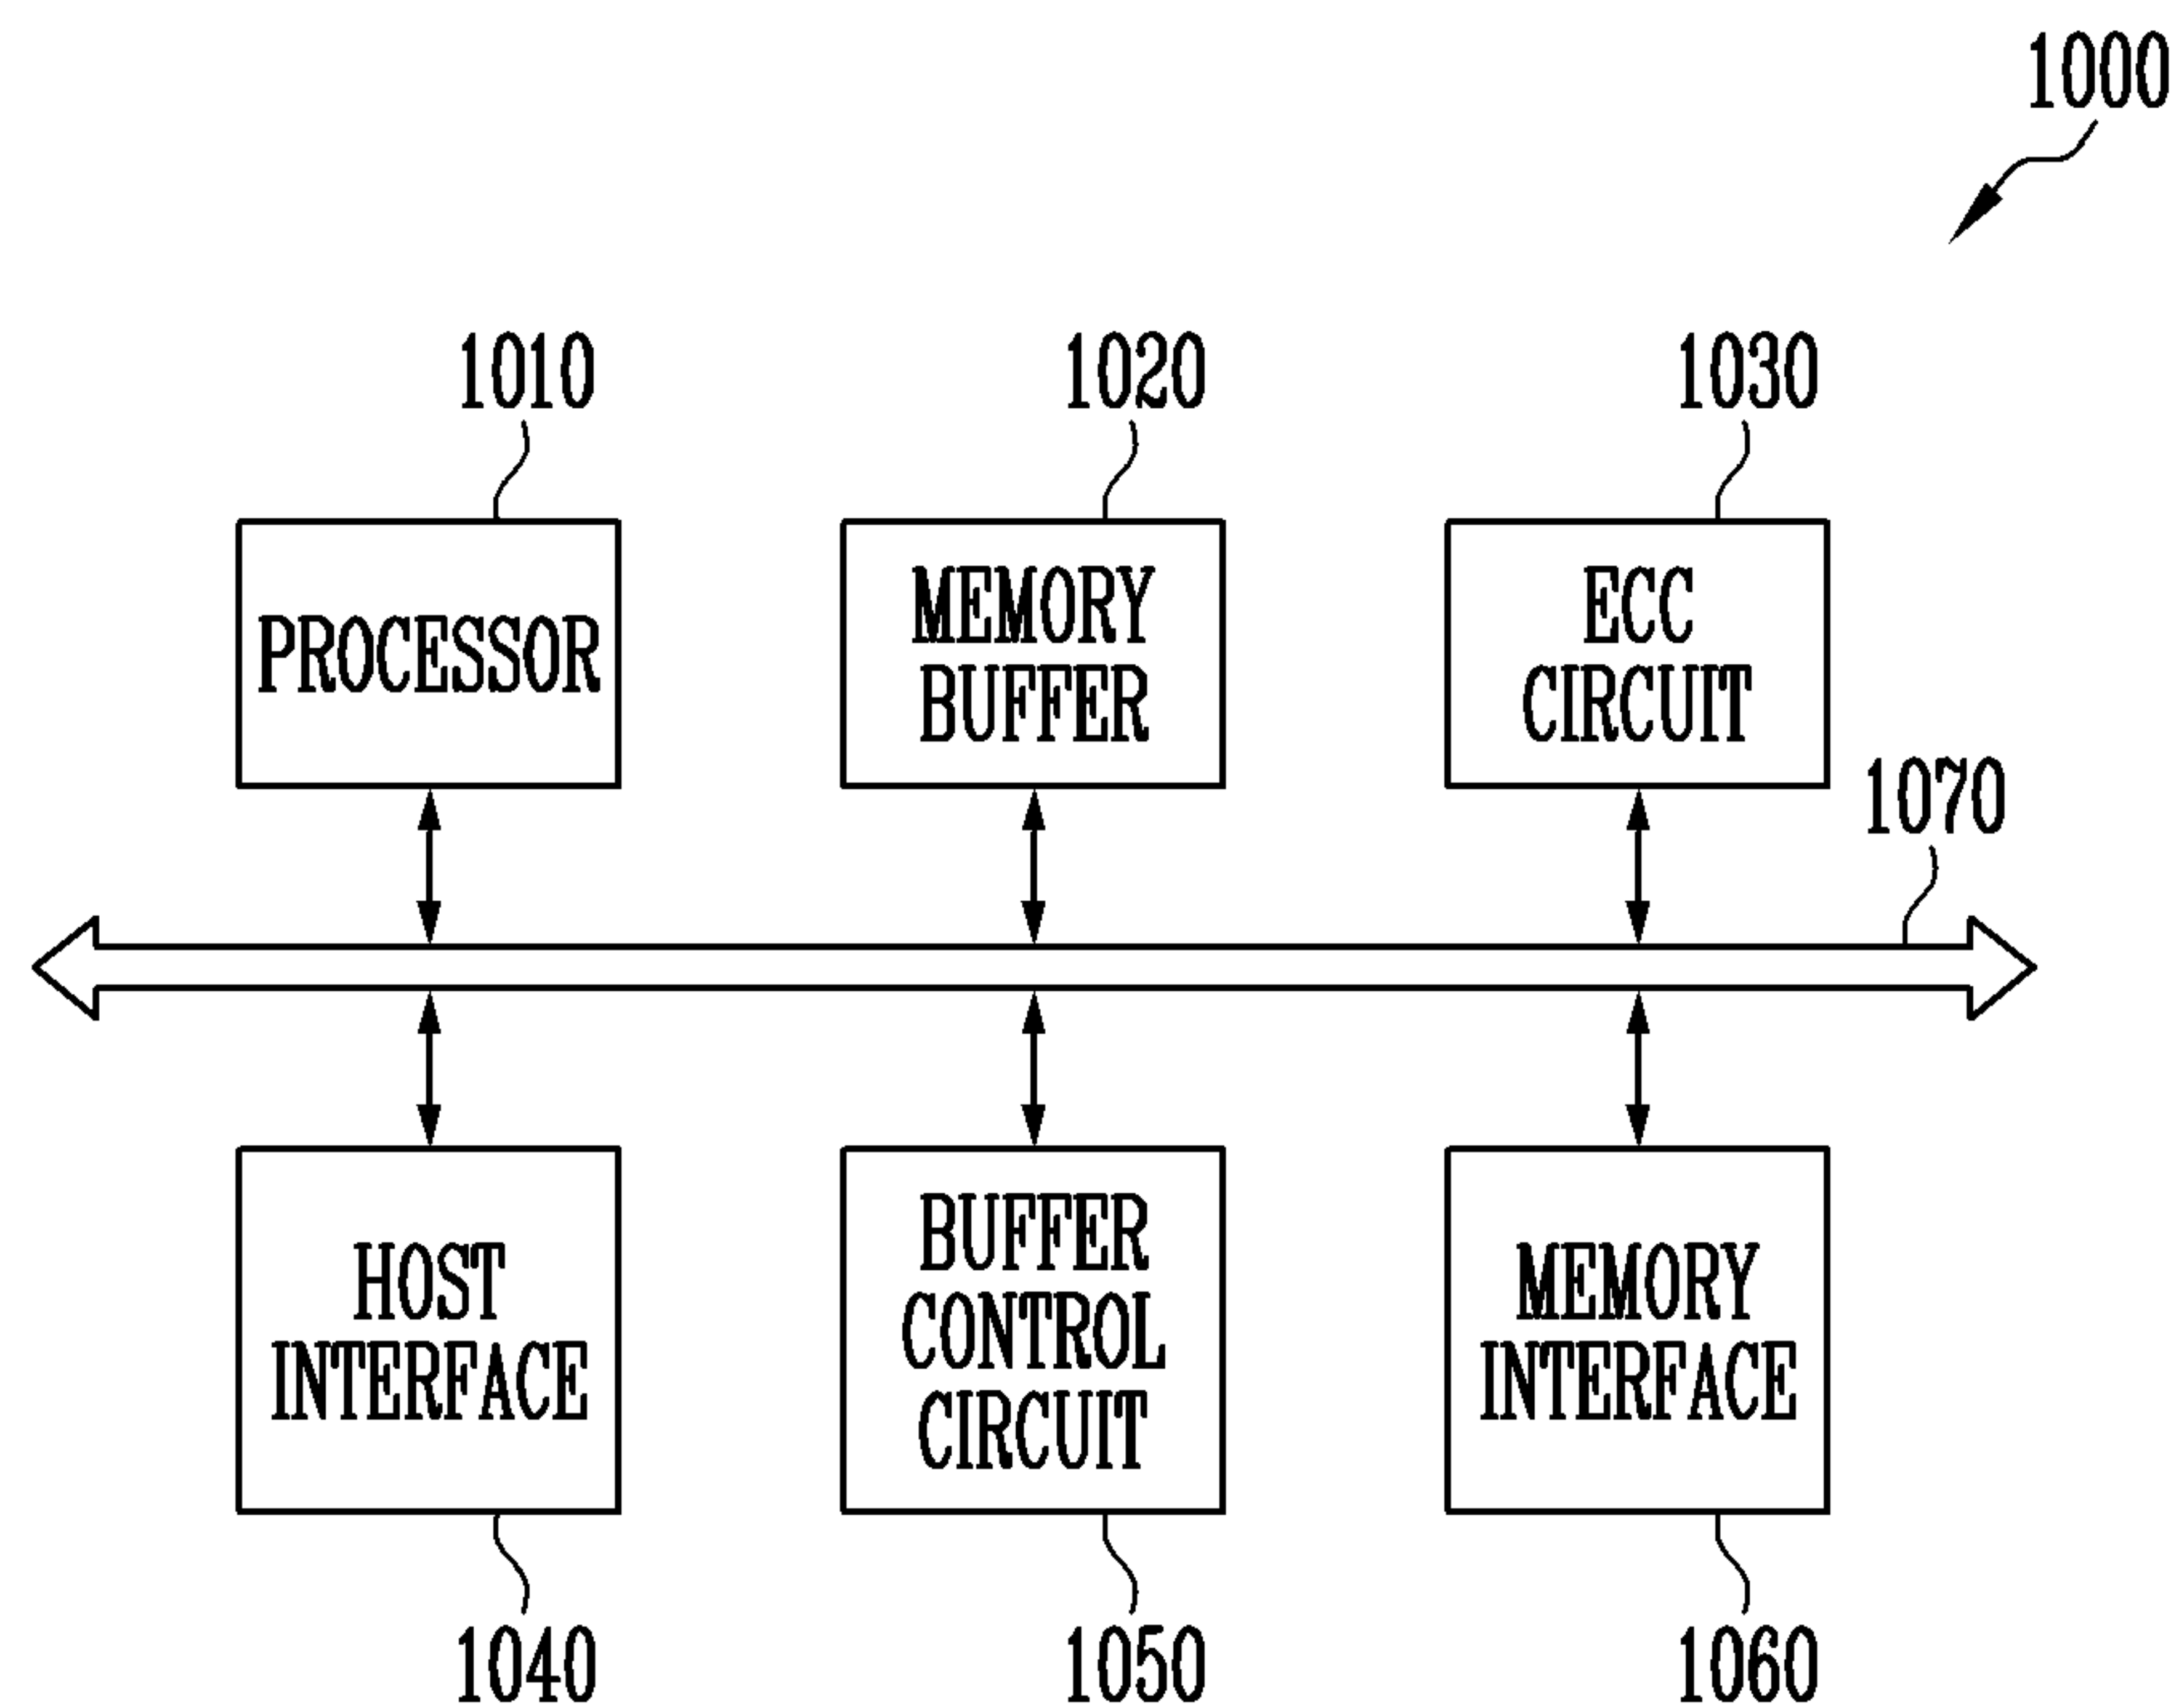 1000
1010
1020
1030
PROCESSOR
MEMORY
BUFFER
ECC
CIRCUIT
1070
HOST
INTERFACE
BUFFER
CONTROL
CIRCUIT
MEMORY
INTERFACE
1040
1050
1060